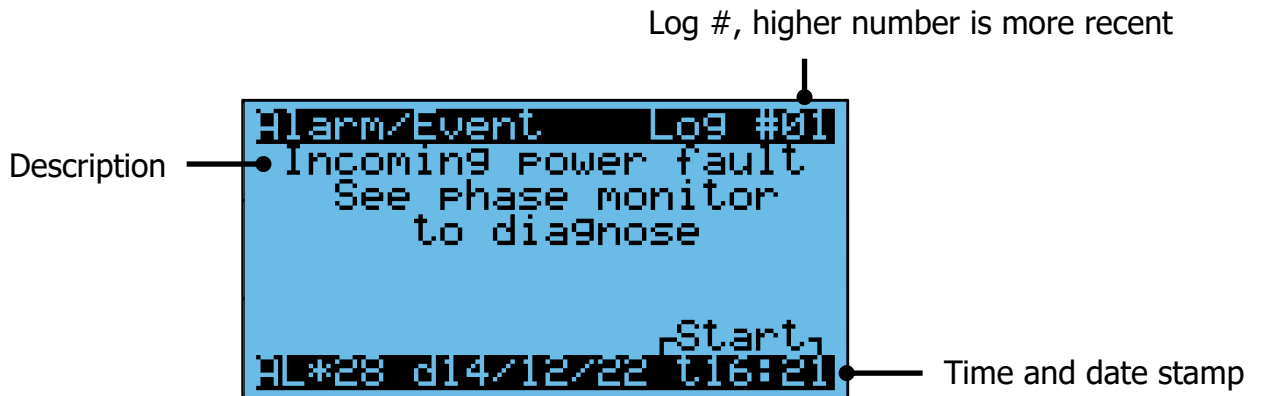 Log #, higher number is more recent
Alarm/Event Log #01
Description
Incoming power fault
See phase monitor
to diagnose
Start
AL*28 d14/12/22 t16:21
Time and date stamp